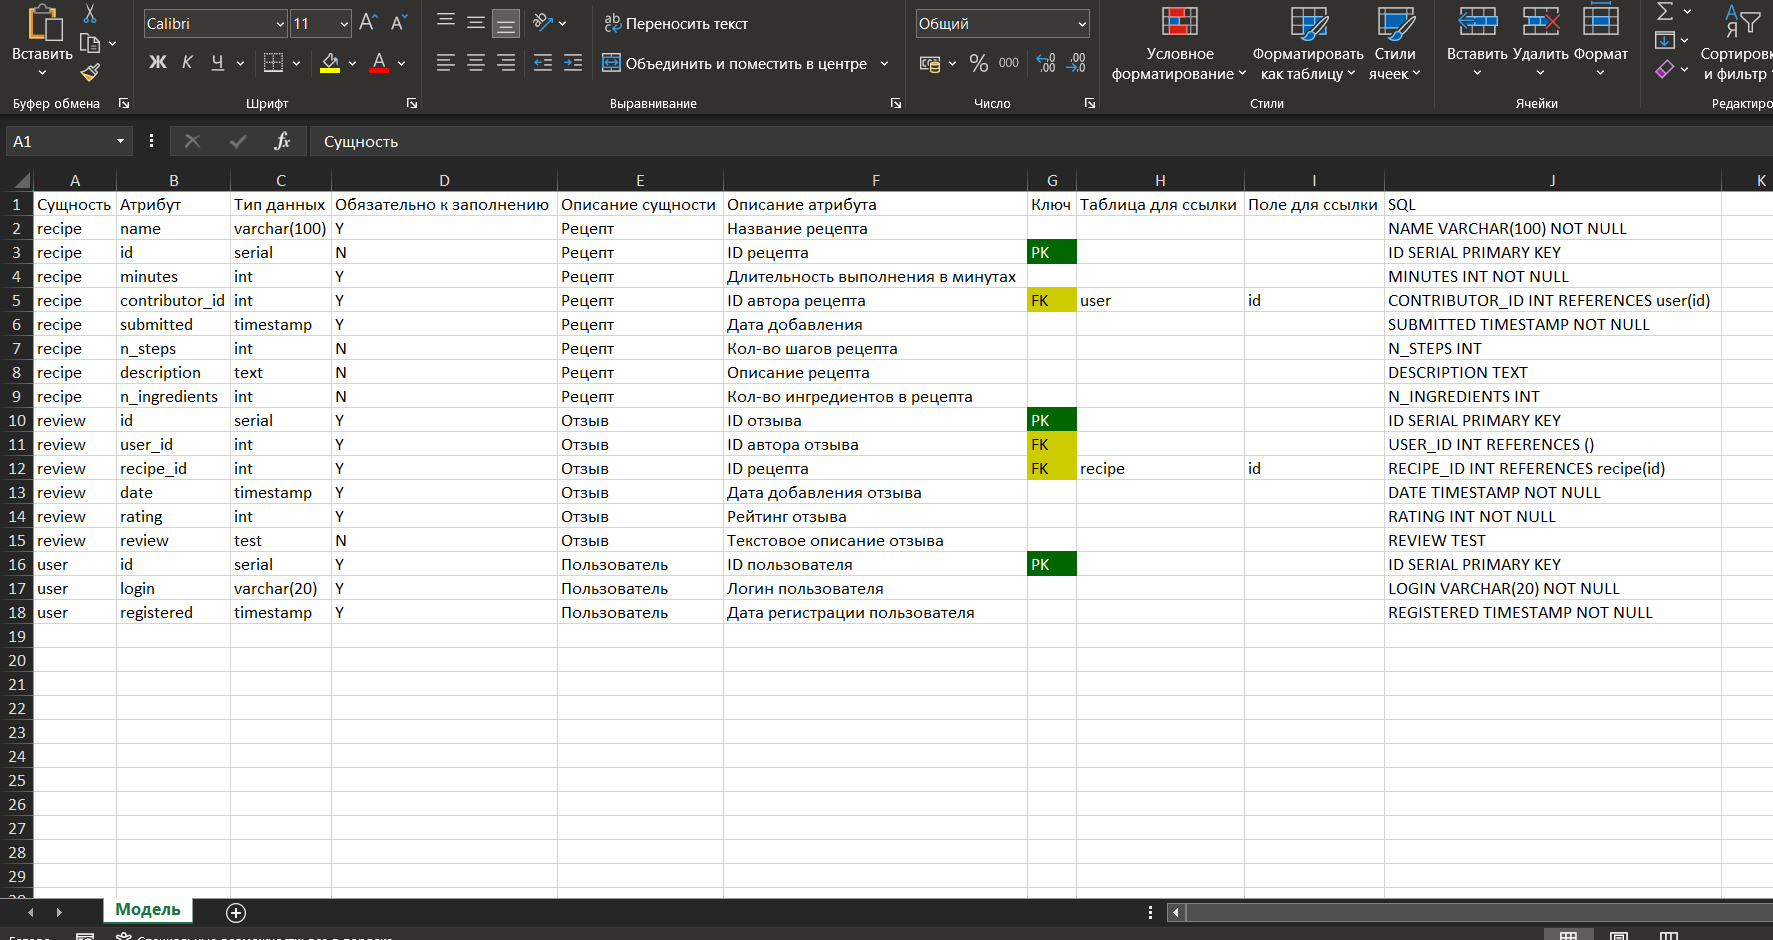 Вставить
Буфер обмена
Calibri 11
Ж К Ч А
Шрифт
Переносить текст
Объединить и поместить в центре
Выравнивание
Общий
% 000
Число
Условное форматирование
Форматировать как таблицу
Стили ячеек
Стили
Вставить Удалить Формат
Ячейки
Сортировк
и фильтр
Редактиро
A1 fx Сущность
A B C D E F G H I J K
1 Сущность Атрибут Тип данных Обязательно к заполнению Описание сущности Описание атрибута Ключ Таблица для ссылки Поле для ссылки SQL
2 recipe name varchar(100) Y Рецепт Название рецепта NAME VARCHAR(100) NOT NULL
3 recipe id serial N Рецепт ID рецепта PK ID SERIAL PRIMARY KEY
4 recipe minutes int Y Рецепт Длительность выполнения в минутах MINUTES INT NOT NULL
5 recipe contributor_id int Y Рецепт ID автора рецепта FK user id CONTRIBUTOR_ID INT REFERENCES user(id)
6 recipe submitted timestamp Y Рецепт Дата добавления SUBMITTED TIMESTAMP NOT NULL
7 recipe n_steps int N Рецепт Кол-во шагов рецепта N_STEPS INT
8 recipe description text N Рецепт Описание рецепта DESCRIPTION TEXT
9 recipe n_ingredients int N Рецепт Кол-во ингредиентов в рецепта N_INGREDIENTS INT
10 review id serial Y Отзыв ID отзыва PK ID SERIAL PRIMARY KEY
11 review user_id int Y Отзыв ID автора отзыва FK USER_ID INT REFERENCES ()
12 review recipe_id int Y Отзыв ID рецепта FK recipe id RECIPE_ID INT REFERENCES recipe(id)
13 review date timestamp Y Отзыв Дата добавления отзыва DATE TIMESTAMP NOT NULL
14 review rating int Y Отзыв Рейтинг отзыва RATING INT NOT NULL
15 review review test N Отзыв Текстовое описание отзыва REVIEW TEST
16 user id serial Y Пользователь ID пользователя PK ID SERIAL PRIMARY KEY
17 user login varchar(20) Y Пользователь Логин пользователя LOGIN VARCHAR(20) NOT NULL
18 user registered timestamp Y Пользователь Дата регистрации пользователя REGISTERED TIMESTAMP NOT NULL
19
20
21
22
23
24
25
26
27
28
29
Модель